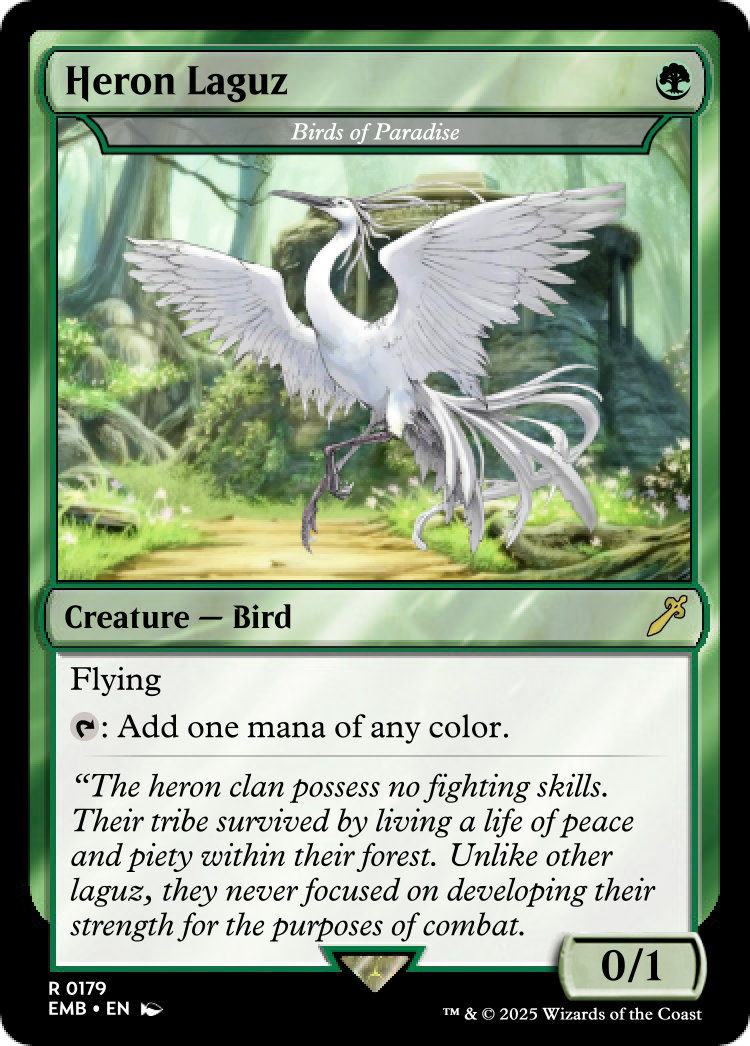 Heron Laguz
Birds of Paradise
Creature — Bird
Flying
: Add one mana of any color.
“The heron clan possess no fighting skills.
Their tribe survived by living a life of peace
and piety within their forest. Unlike other
laguz, they never focused on developing their
strength for the purposes of combat.
0/1
R 0179
EMB • EN
™ & © 2025 Wizards of the Coast